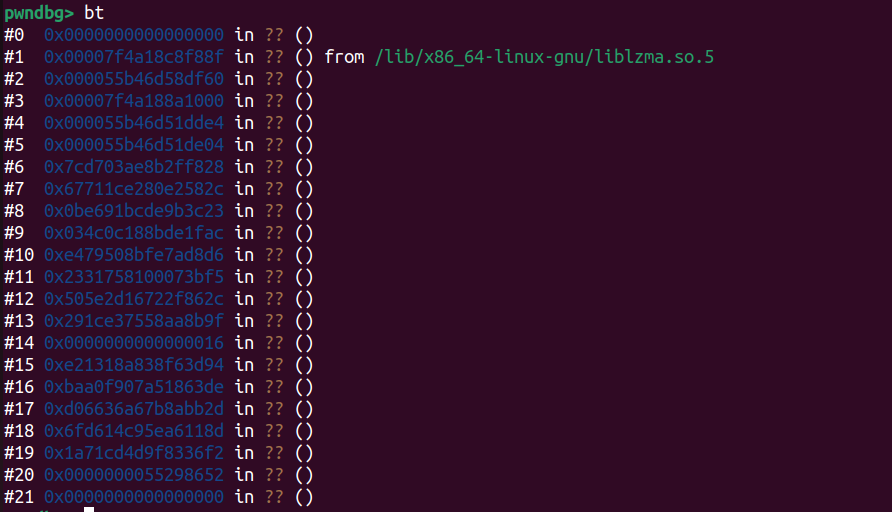 pwndbg> bt
#0  0x0000000000000000 in ?? ()
#1  0x00007f4a18c8f88f in ?? () from /lib/x86_64-linux-gnu/liblzma.so.5
#2  0x000055b46d58df60 in ?? ()
#3  0x00007f4a188a1000 in ?? ()
#4  0x000055b46d51dde4 in ?? ()
#5  0x000055b46d51de04 in ?? ()
#6  0x7cd703ae8b2ff828 in ?? ()
#7  0x67711ce280e2582c in ?? ()
#8  0x0be691bcde9b3c23 in ?? ()
#9  0x034c0c188bde1fac in ?? ()
#10 0xe479508bfe7ad8d6 in ?? ()
#11 0x2331758100073bf5 in ?? ()
#12 0x505e2d16722f862c in ?? ()
#13 0x291ce37558aa8b9f in ?? ()
#14 0x0000000000000016 in ?? ()
#15 0xe21318a838f63d94 in ?? ()
#16 0xbaa0f907a51863de in ?? ()
#17 0xd06636a67b8abb2d in ?? ()
#18 0x6fd614c95ea6118d in ?? ()
#19 0x1a71cd4d9f8336f2 in ?? ()
#20 0x0000000055298652 in ?? ()
#21 0x0000000000000000 in ?? ()